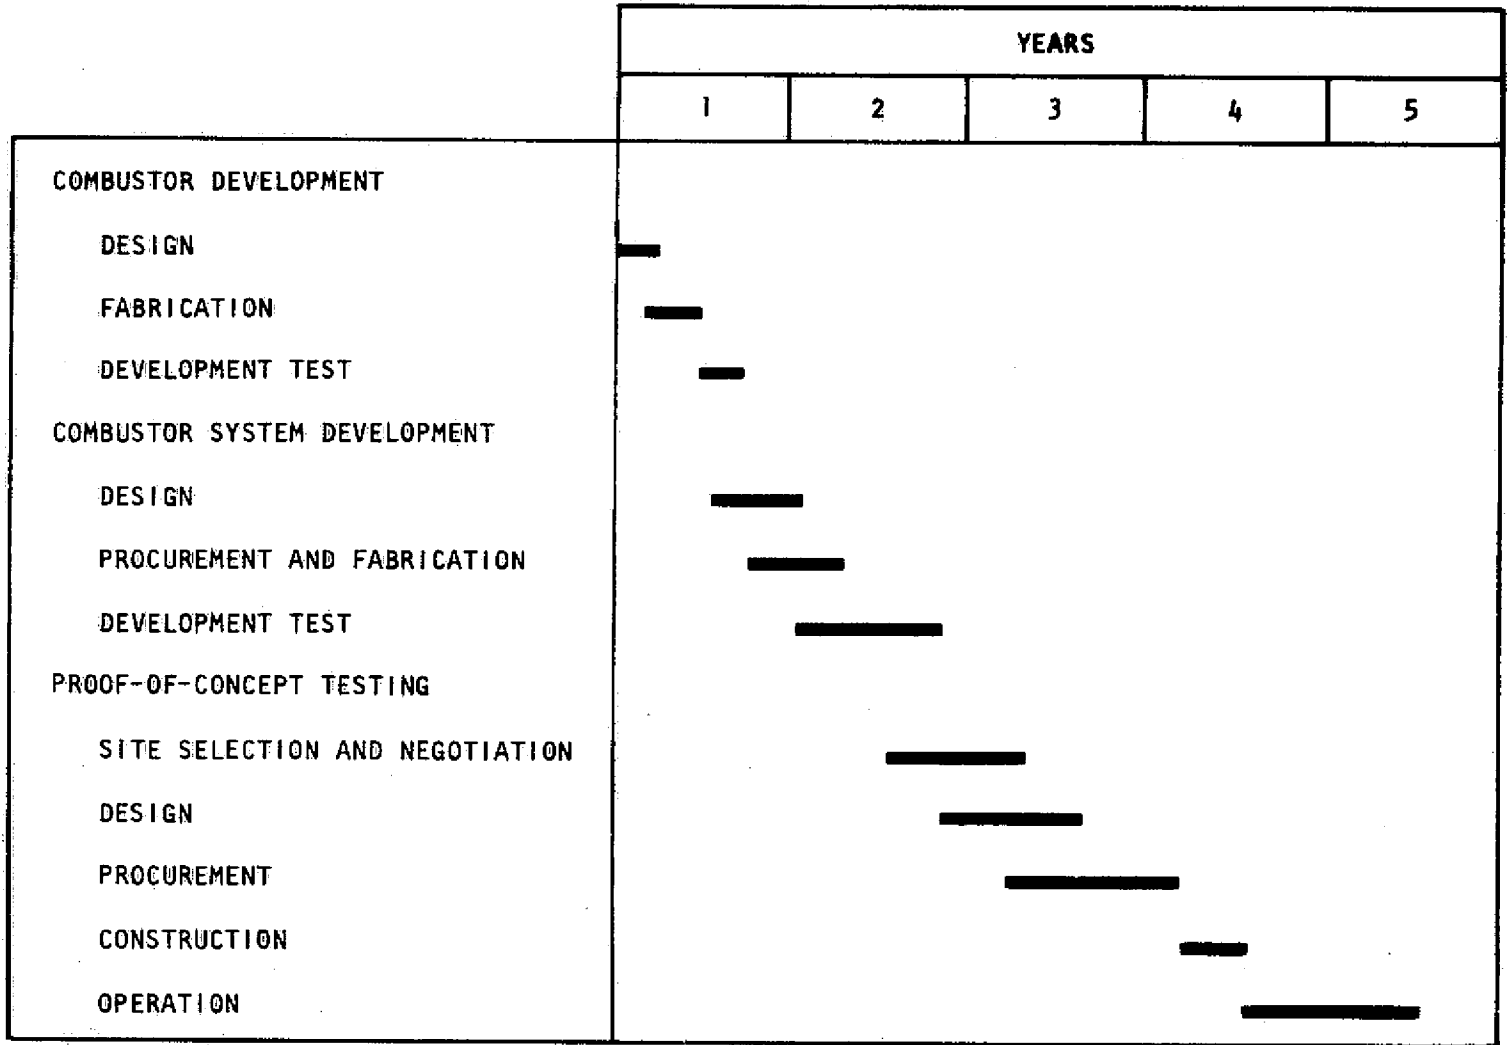 YEARS
1 2 3 4 5
COMBUSTOR DEVELOPMENT
DESIGN
FABRICATION
DEVELOPMENT TEST
COMBUSTOR SYSTEM DEVELOPMENT
DESIGN
PROCUREMENT AND FABRICATION
DEVELOPMENT TEST
PROOF-OF-CONCEPT TESTING
SITE SELECTION AND NEGOTIATION
DESIGN
PROCUREMENT
CONSTRUCTION
OPERATION